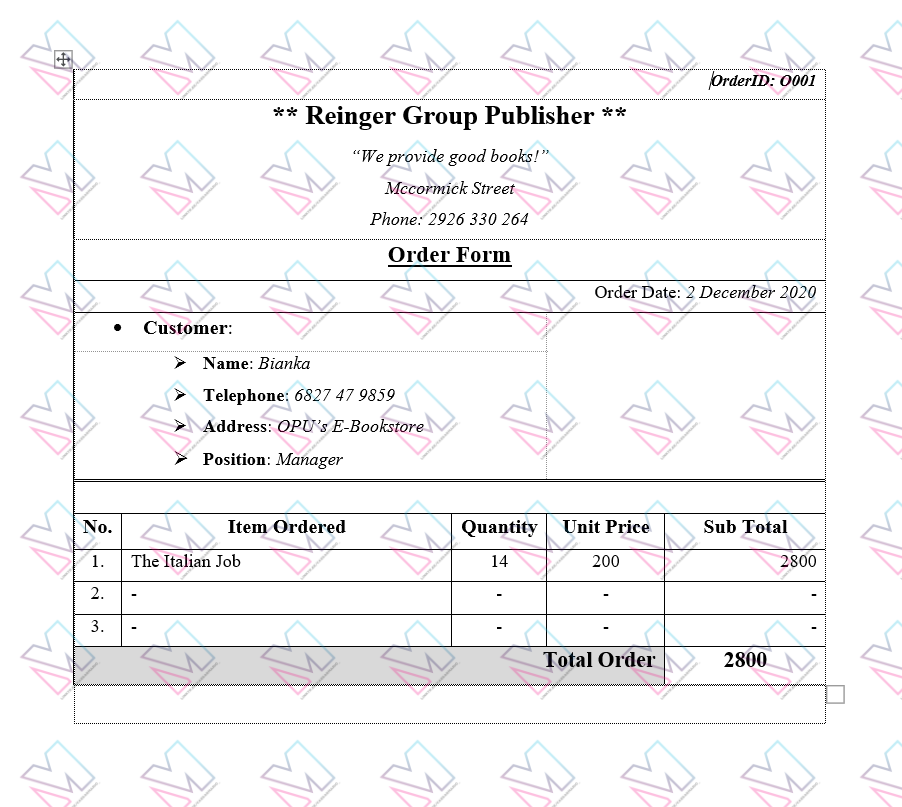 OrderID: O001
** Reinger Group Publisher **
“We provide good books!”
Mccormick Street
Phone: 2926 330 264
Order Form
Order Date: 2 December 2020
• Customer:
➢ Name: Bianka
➢ Telephone: 6827 47 9859
➢ Address: OPU’s E-Bookstore
➢ Position: Manager
No. Item Ordered Quantity Unit Price Sub Total
1. The Italian Job 14 200 2800
2. - - - -
3. - - - -
Total Order 2800